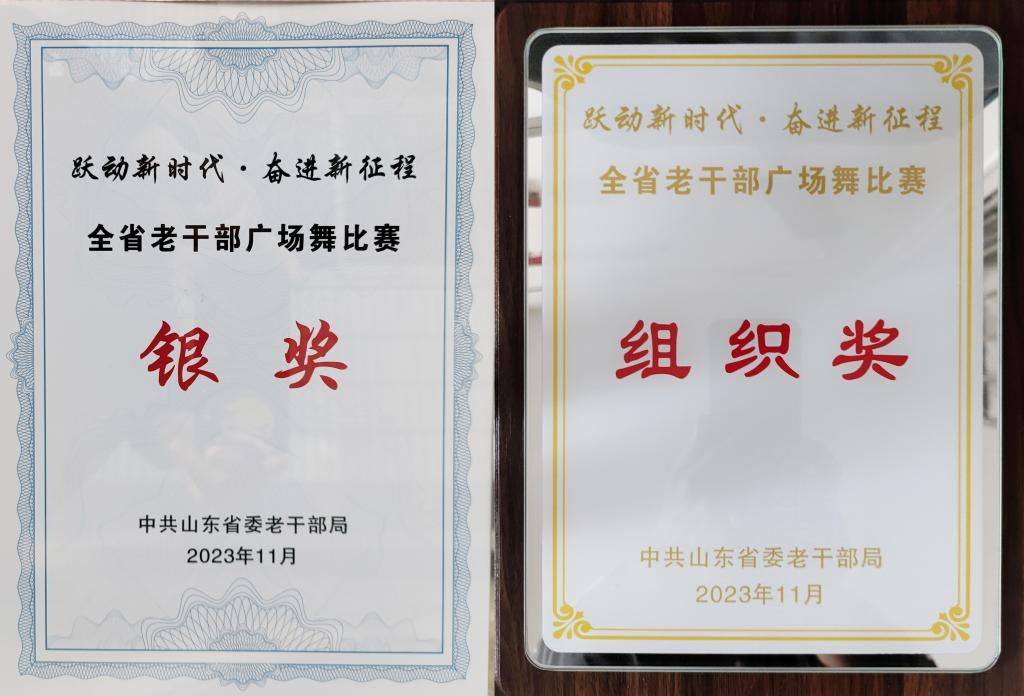 跃动新时代·奋进新征程
全省老干部广场舞比赛
银奖
中共山东省委老干部局
2023年11月
跃动新时代·奋进新征程
全省老干部广场舞比赛
组织奖
中共山东省委老干部局
2023年11月